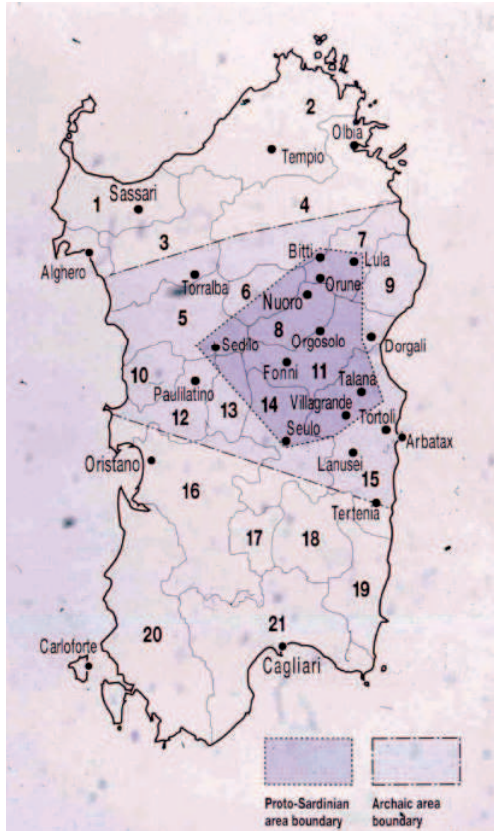 2
Olbia
Tempio
1
Sassari
4
3
7
Alghero
Bitti
Lula
Torralba
6
Orune
9
Nuoro
5
8
Orgosolo
Sedilo
Dorgali
10
Fonni
11
Paulilatino
Talana
12
13
14
Villagrande
Tortoli
Seulo
Arbatax
Oristano
Lanusei
15
16
Tertenia
17
18
19
20
21
Carloforte
Cagliari
Proto-Sardinian
area boundary
Archaic area
boundary